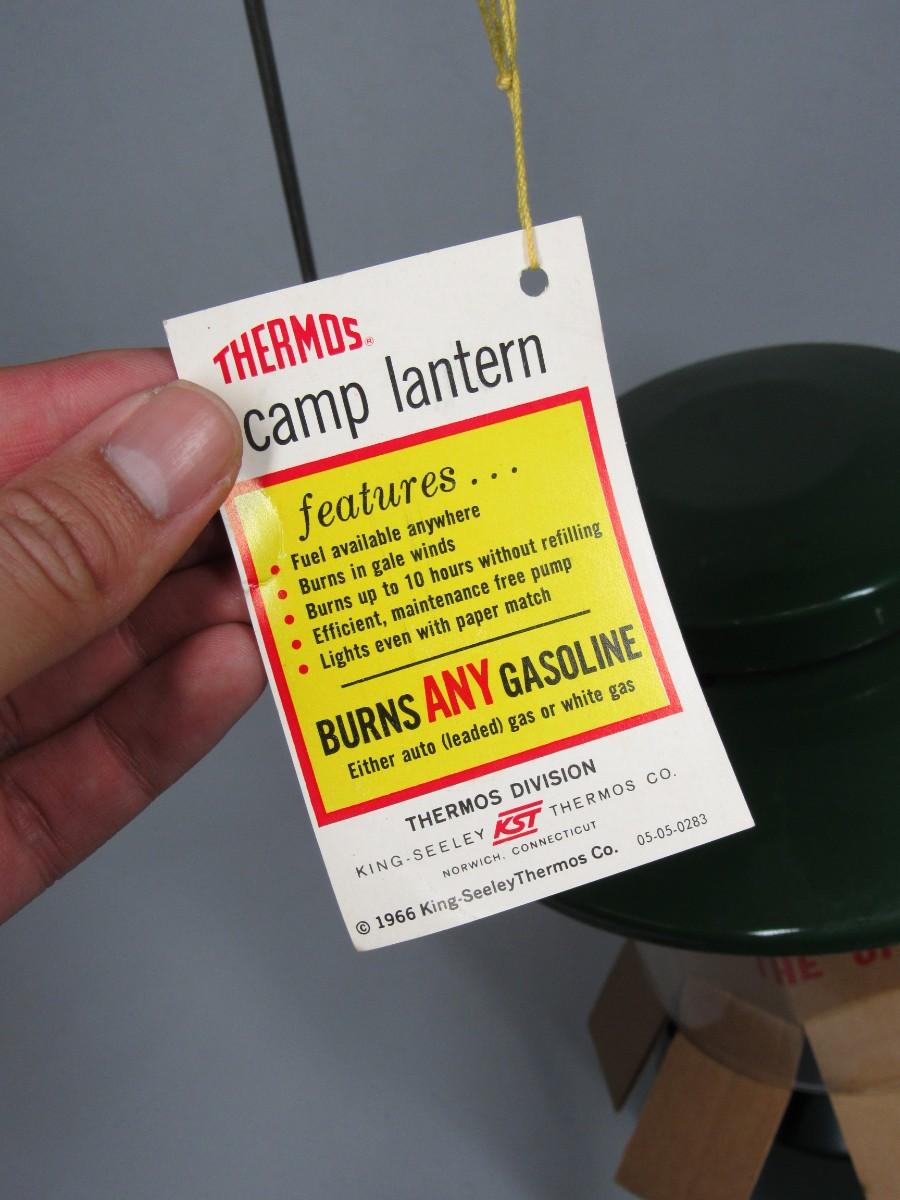 THERMOS®
camp lantern
features...
• Fuel available anywhere
• Burns in gale winds
• Burns up to 10 hours without refilling
• Efficient, maintenance free pump
• Lights even with paper match
BURNS ANY GASOLINE
Either auto (leaded) gas or white gas
THERMOS DIVISION
KING-SEELEY KST THERMOS CO.
NORWICH, CONNECTICUT
© 1966 King-SeeleyThermos Co. 05-05-0283
THE